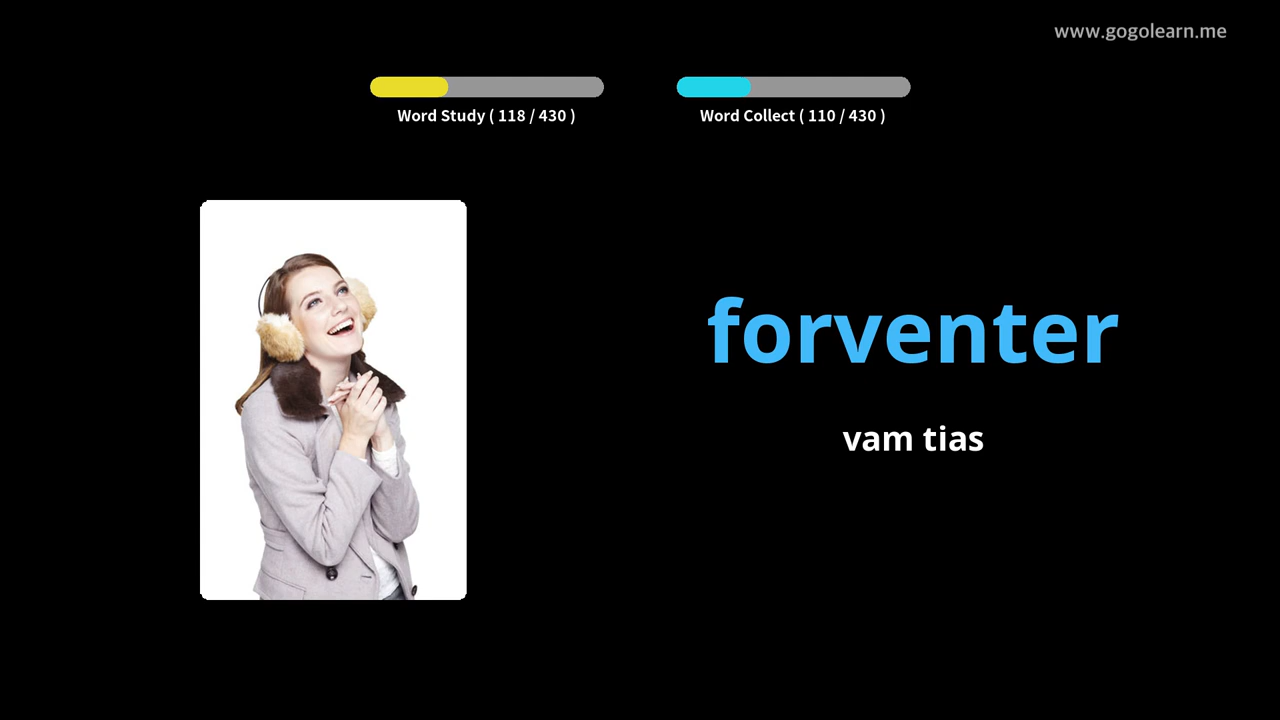 www.gogolearn.me
Word Study ( 118 / 430 )
Word Collect ( 110 / 430 )
forventer
vam tias